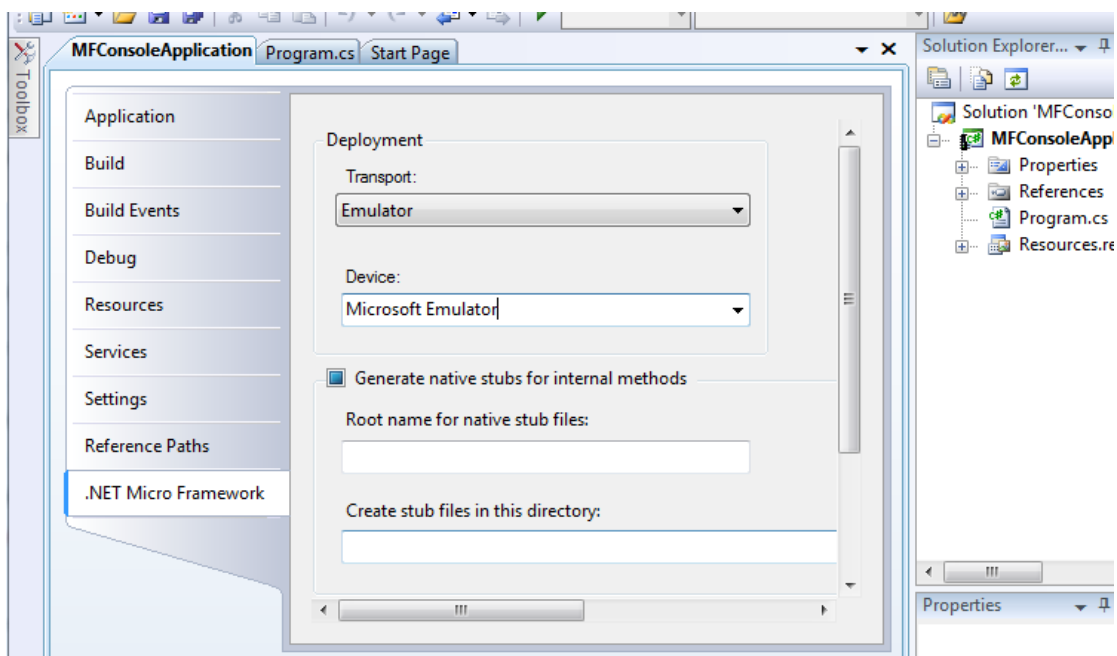 Toolbox
MFConsoleApplication
Program.cs
Start Page
Application
Build
Build Events
Debug
Resources
Services
Settings
Reference Paths
.NET Micro Framework
Deployment
Transport:
Emulator
Device:
Microsoft Emulator
Generate native stubs for internal methods
Root name for native stub files:
Create stub files in this directory:
Solution Explorer...
Solution 'MFConso
MFConsoleAppl
Properties
References
Program.cs
Resources.re
Properties